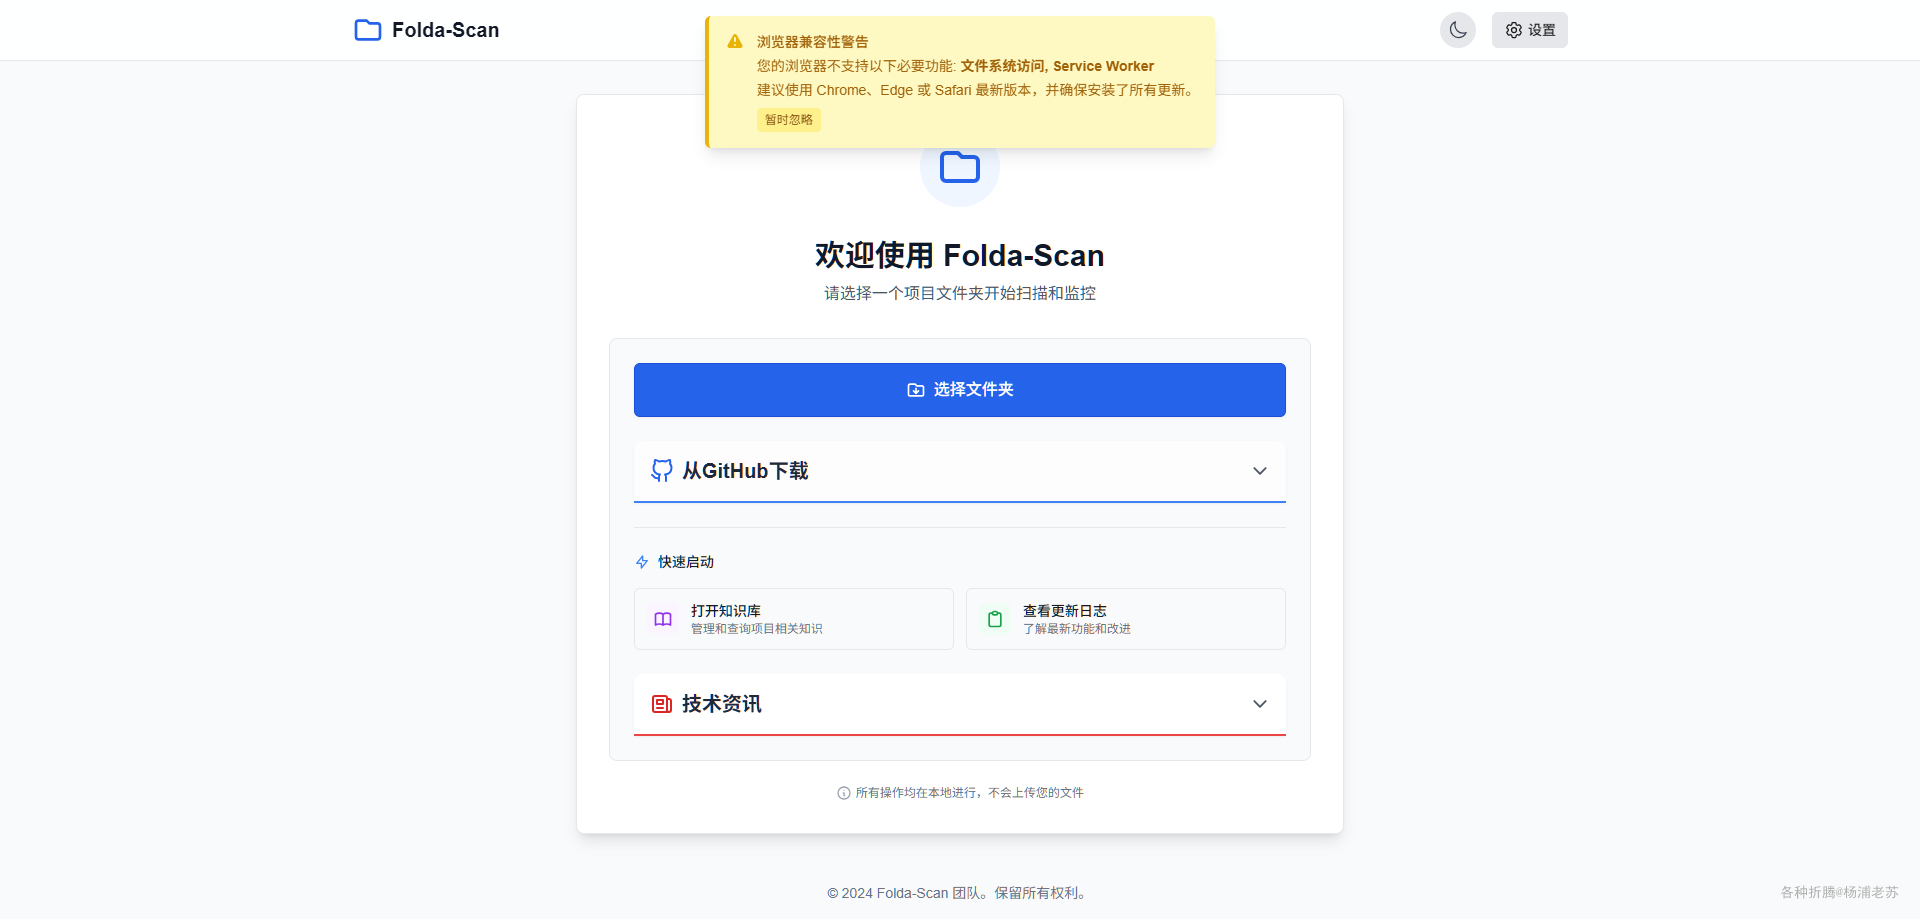 Folda-Scan
浏览器兼容性警告
您的浏览器不支持以下必要功能: 文件系统访问, Service Worker
建议使用 Chrome、Edge 或 Safari 最新版本，并确保安装了所有更新。
暂时忽略
设置
欢迎使用 Folda-Scan
请选择一个项目文件夹开始扫描和监控
选择文件夹
从GitHub下载
快速启动
打开知识库
管理和查询项目相关知识
查看更新日志
了解最新功能和改进
技术资讯
所有操作均在本地进行，不会上传您的文件
© 2024 Folda-Scan 团队。保留所有权利。
各种折腾@杨浦老苏